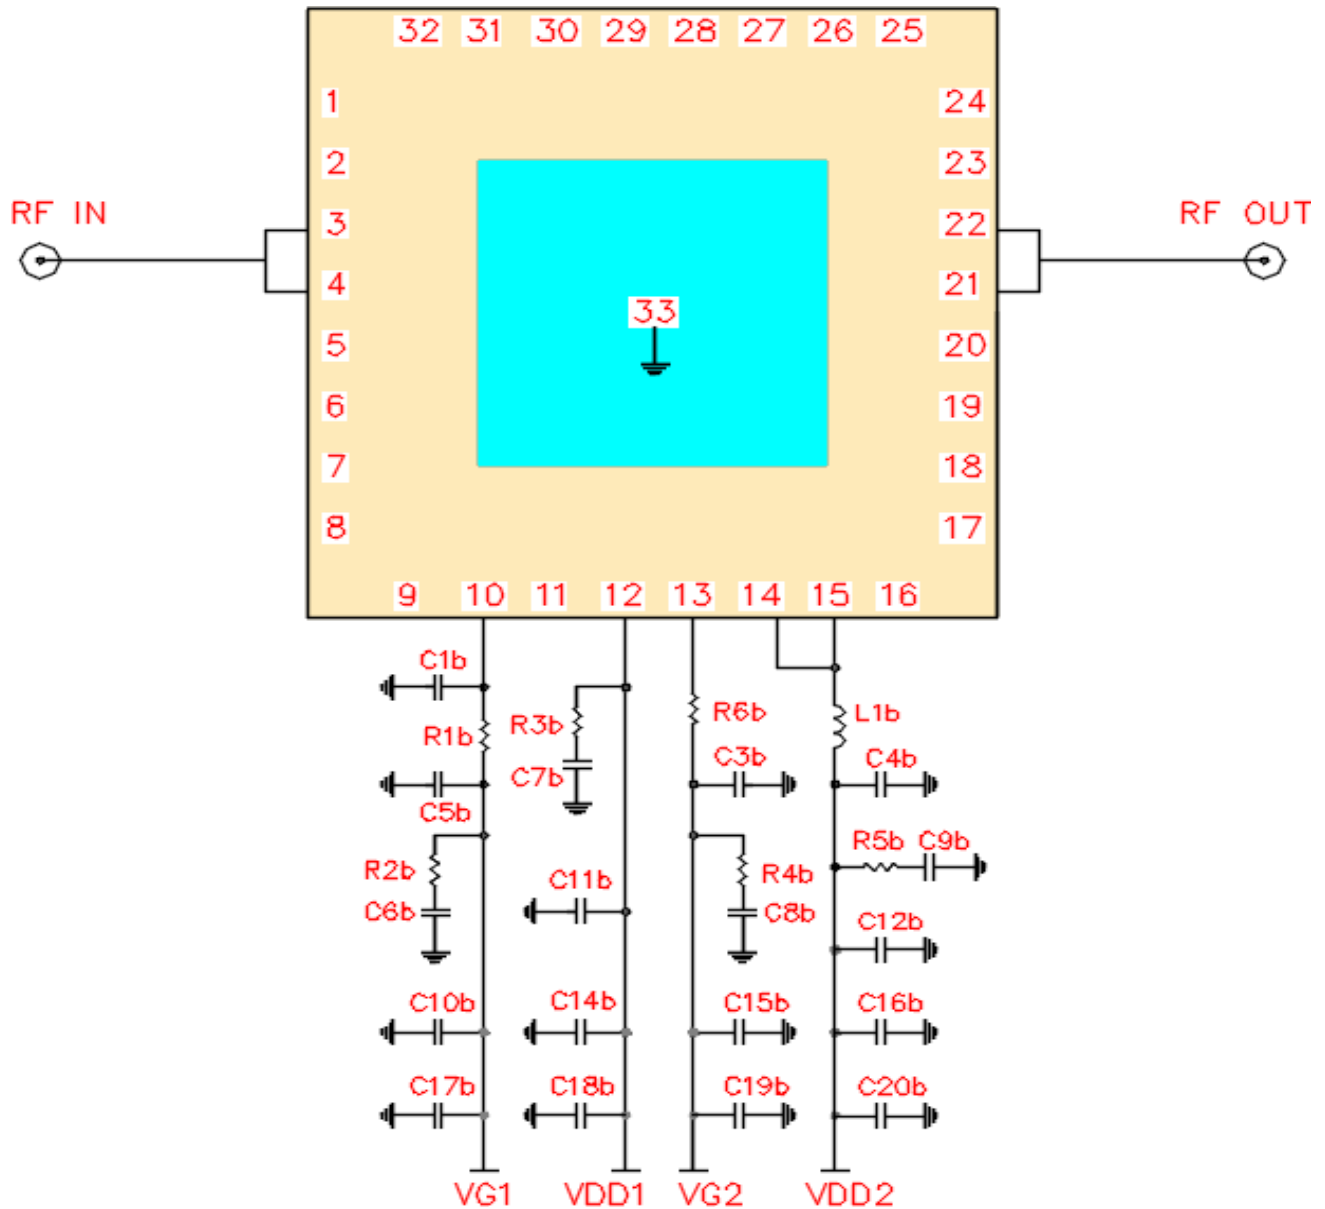 32 31 30 29 28 27 26 25
1 24
2 23
RF IN RF OUT
3 22
4 21
33
5 20
6 19
7 18
8 17
9 10 11 12 13 14 15 16
C1b
R3b R6b L1b
R1b
C7b C3b C4b
C5b
R5b C9b
R2b C11b R4b
C6b C8b C12b
C10b C14b C15b C16b
C17b C18b C19b C20b
VG1 VDD1 VG2 VDD2